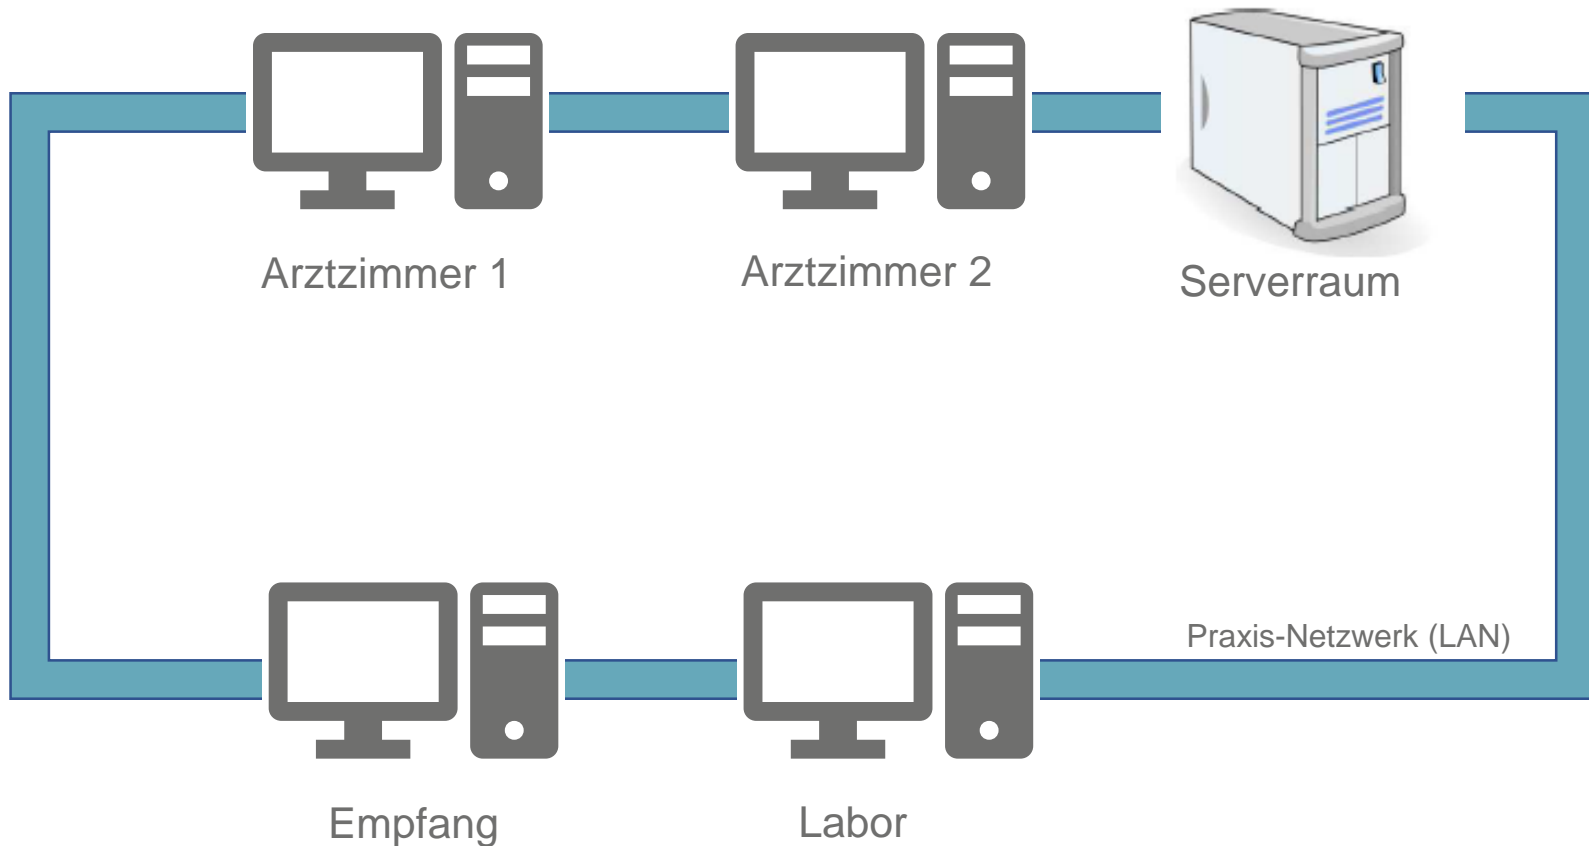 Arztzimmer 1
Arztzimmer 2
Serverraum
Praxis-Netzwerk (LAN)
Empfang
Labor